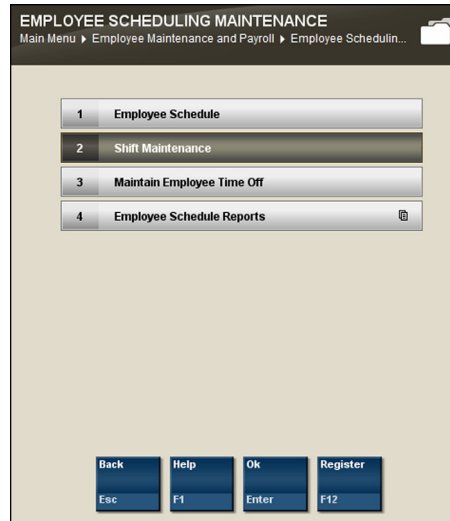 EMPLOYEE SCHEDULING MAINTENANCE
Main Menu ▸ Employee Maintenance and Payroll ▸ Employee Schedulin...
1 Employee Schedule
2 Shift Maintenance
3 Maintain Employee Time Off
4 Employee Schedule Reports
Back Help Ok Register
Esc F1 Enter F12